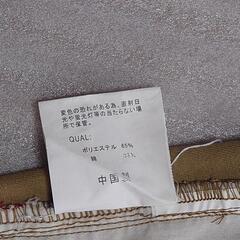 変色の恐れがある為、直射日
光や蛍光灯等の当たらない場
所で保管。
QUAL:
ポリエステル 65%
綿 35%
中国製